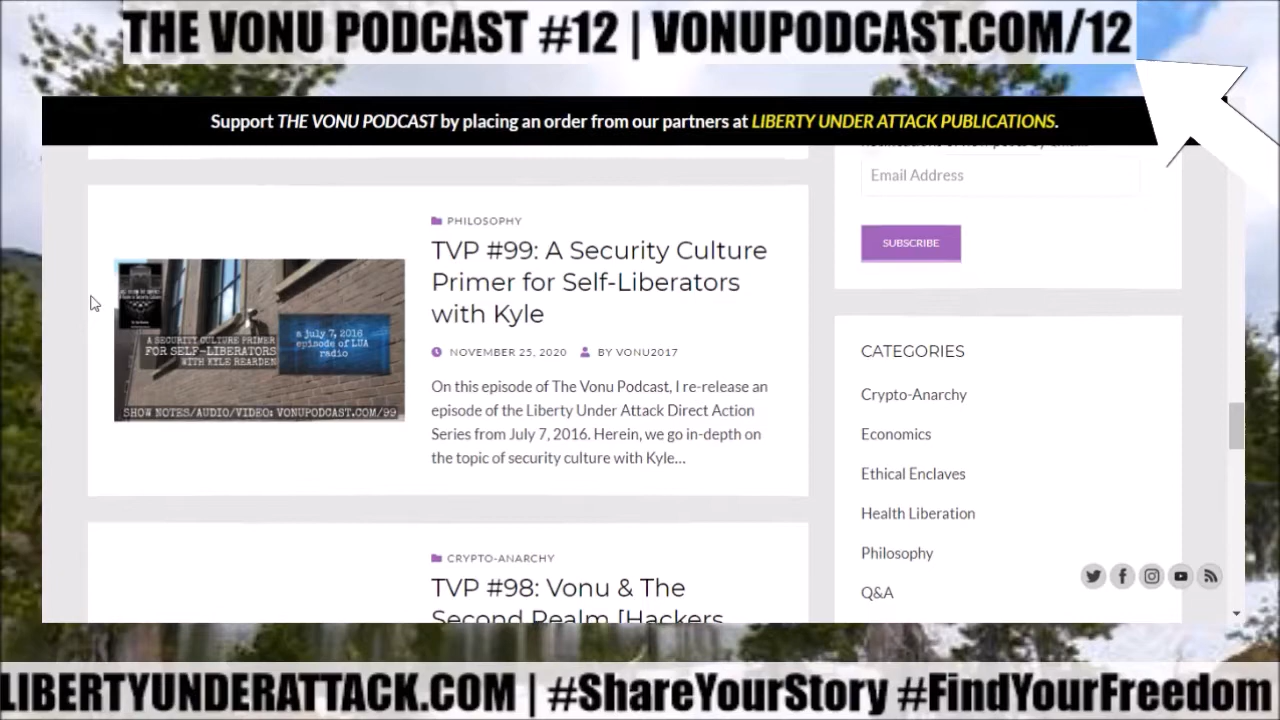 THE VONU PODCAST #12 | VONUPODCAST.COM/12
Support THE VONU PODCAST by placing an order from our partners at LIBERTY UNDER ATTACK PUBLICATIONS.
PHILOSOPHY
TVP #99: A Security Culture
Primer for Self-Liberators
with Kyle
NOVEMBER 25, 2020 BY VONU2017
On this episode of The Vonu Podcast, I re-release an
episode of the Liberty Under Attack Direct Action
Series from July 7, 2016. Herein, we go in-depth on
the topic of security culture with Kyle...
A SECURITY CULTURE PRIMER
FOR SELF-LIBERATORS
WITH KYLE REARDEN
a july 7, 2016
episode of LUA
radio
SHOW NOTES/AUDIO/VIDEO: VONUPODCAST.COM/99
CRYPTO-ANARCHY
TVP #98: Vonu & The
Second Realm [Hackers
Email Address
SUBSCRIBE
CATEGORIES
Crypto-Anarchy
Economics
Ethical Enclaves
Health Liberation
Philosophy
Q&A
LIBERTYUNDERATTACK.COM | #ShareYourStory #FindYourFreedom